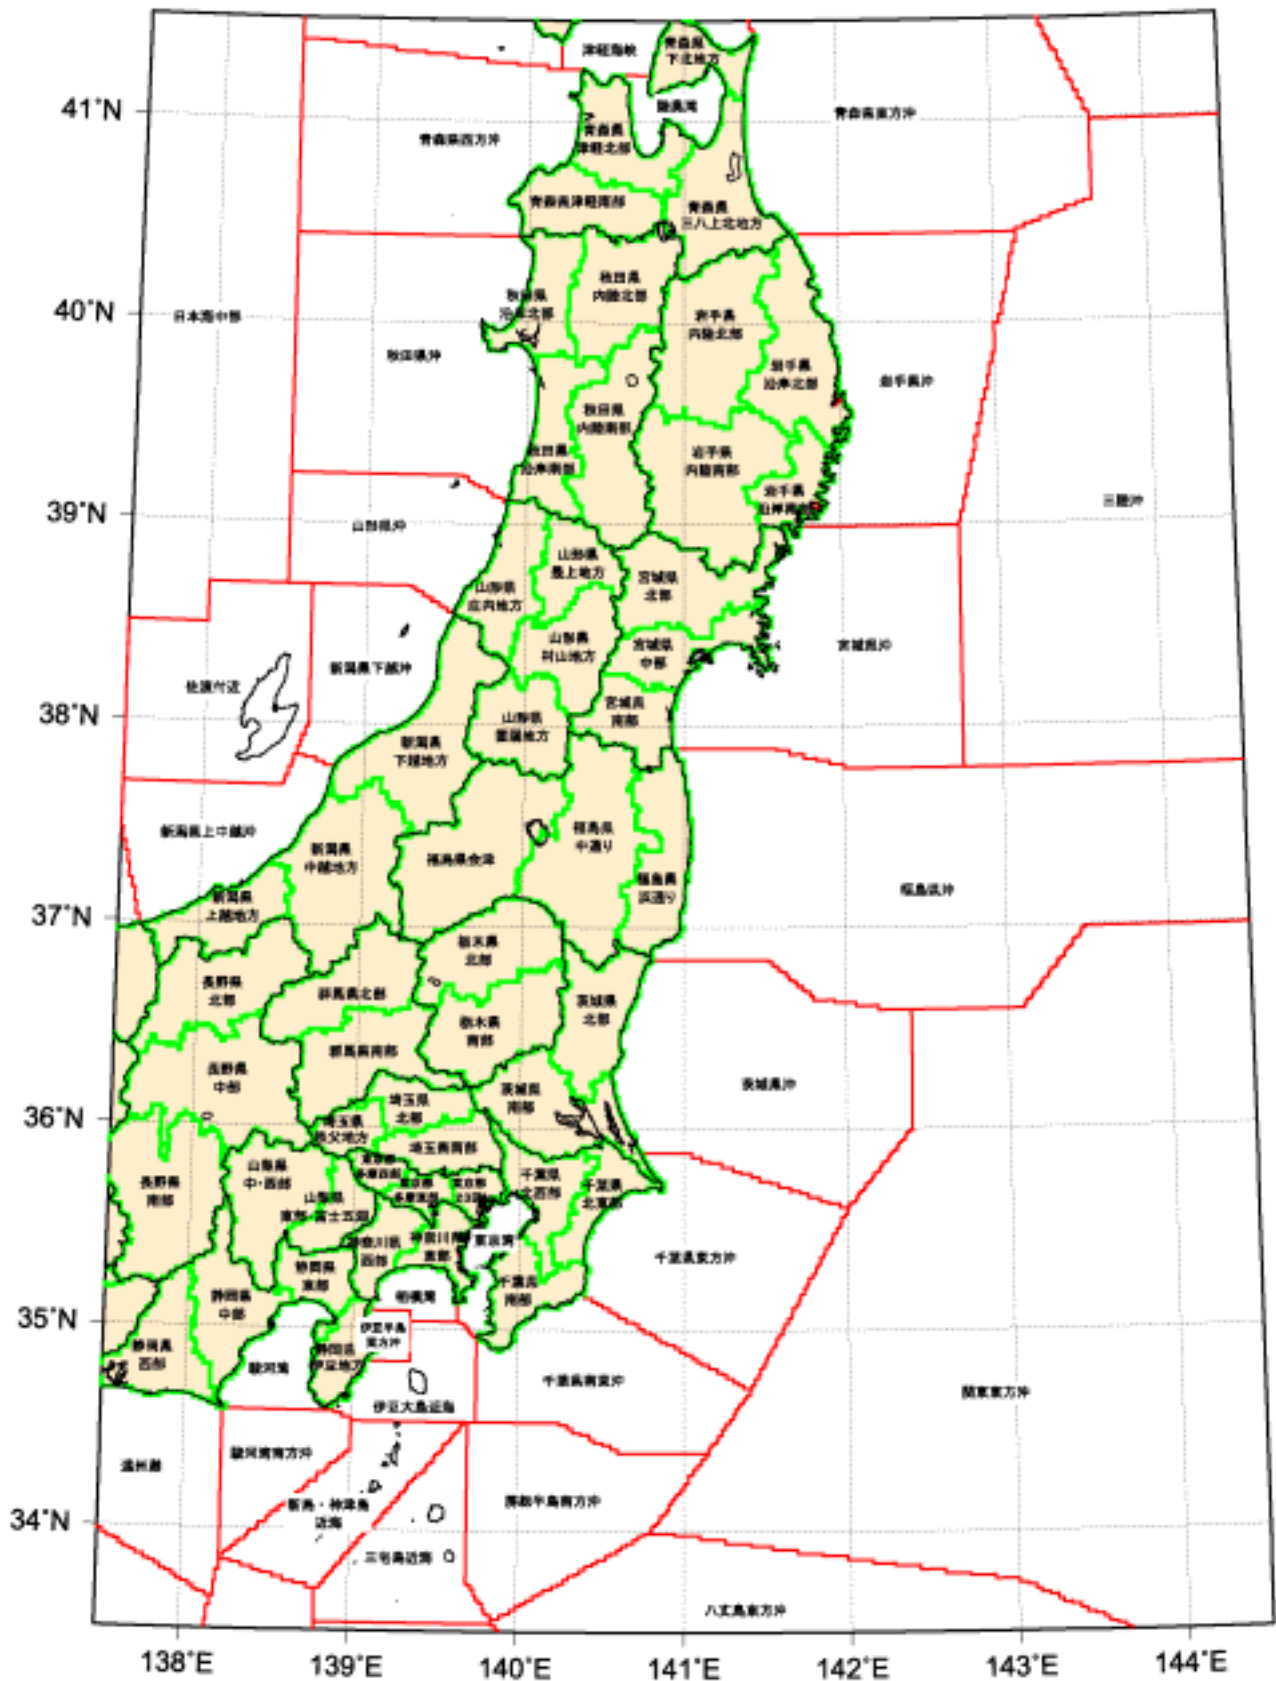 津軽海峡
青森県
下北地方
陸奥湾
青森県東方沖
41°N
青森県西方沖
青森県
津軽北部
青森県津軽南部
青森県
三八上北地方
40°N
日本海中部
秋田県
沿岸北部
秋田県
内陸北部
岩手県
内陸北部
秋田県沖
岩手県
沿岸北部
岩手県沖
秋田県
内陸南部
秋田県
沿岸南部
岩手県
内陸南部
岩手県
沿岸南部
三陸沖
39°N
山形県沖
山形県
最上地方
山形県
庄内地方
宮城県
北部
山形県
村山地方
宮城県
中部
宮城県沖
新潟県下越沖
佐渡付近
38°N
山形県
置賜地方
宮城県
南部
新潟県
下越地方
新潟県上中越沖
新潟県
中越地方
福島県会津
福島県
中通り
福島県
浜通り
福島県沖
新潟県
上越地方
37°N
栃木県
北部
長野県
北部
群馬県北部
茨城県
北部
栃木県
南部
群馬県南部
長野県
中部
茨城県沖
茨城県
南部
埼玉県
北部
36°N
埼玉県
秩父地方
埼玉県南部
東京都
多摩西部
東京都
多摩東部
東京都
23区
千葉県
北西部
千葉県
北東部
山梨県
中・西部
長野県
南部
山梨県
東部・富士五湖
神奈川県
西部
神奈川県
東部
東京湾
千葉県東方沖
静岡県
東部
千葉県
南部
静岡県
中部
相模湾
35°N
伊豆半島
東方沖
静岡県
西部
静岡県
伊豆地方
駿河湾
千葉県南東沖
関東東方沖
伊豆大島近海
遠州灘
駿河湾南方沖
新島・神津島
近海
房総半島南方沖
34°N
三宅島近海
八丈島東方沖
138°E
139°E
140°E
141°E
142°E
143°E
144°E